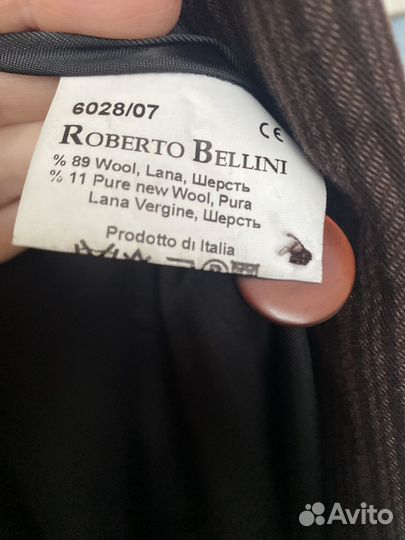 6028/07
CE
ROBERTO BELLINI
% 89 Wool, Lana, Шерсть
% 11 Pure new Wool, Pura
Lana Vergine, Шерсть
Prodotto di Italia
Avito